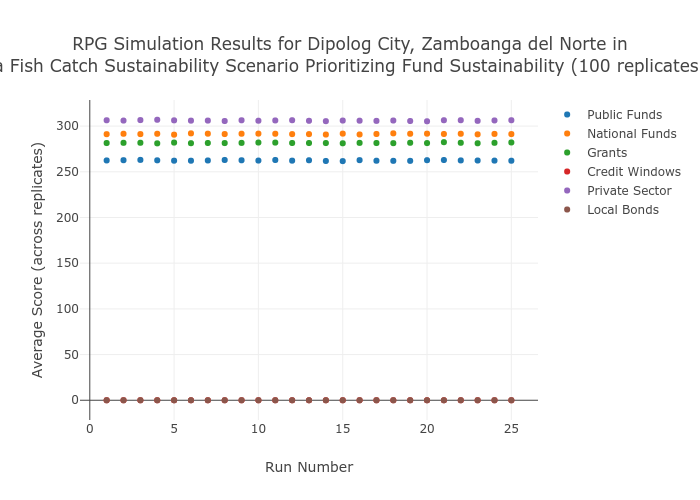 RPG Simulation Results for Dipolog City, Zamboanga del Norte in
a Fish Catch Sustainability Scenario Prioritizing Fund Sustainability (100 replicates
Public Funds
National Funds
Grants
Credit Windows
Private Sector
Local Bonds
Average Score (across replicates)
300
250
200
150
100
50
0
0 5 10 15 20 25
Run Number